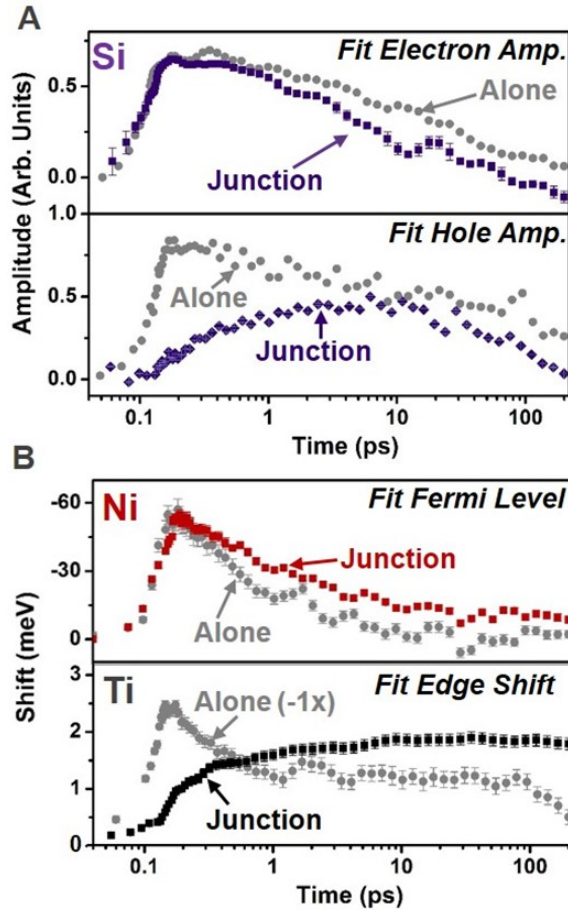 A
Si
Fit Electron Amp.
Alone
Junction
0.5
0.0
Amplitude (Arb. Units)
1.0
Fit Hole Amp.
Alone
Junction
0.5
0.0
0.1 1 10 100
Time (ps)
B
Ni
Fit Fermi Level
-60
Junction
-30
Alone
0
Shift (meV)
3
Ti
Alone (-1x)
Fit Edge Shift
2
1
Junction
0
0.1 1 10 100
Time (ps)